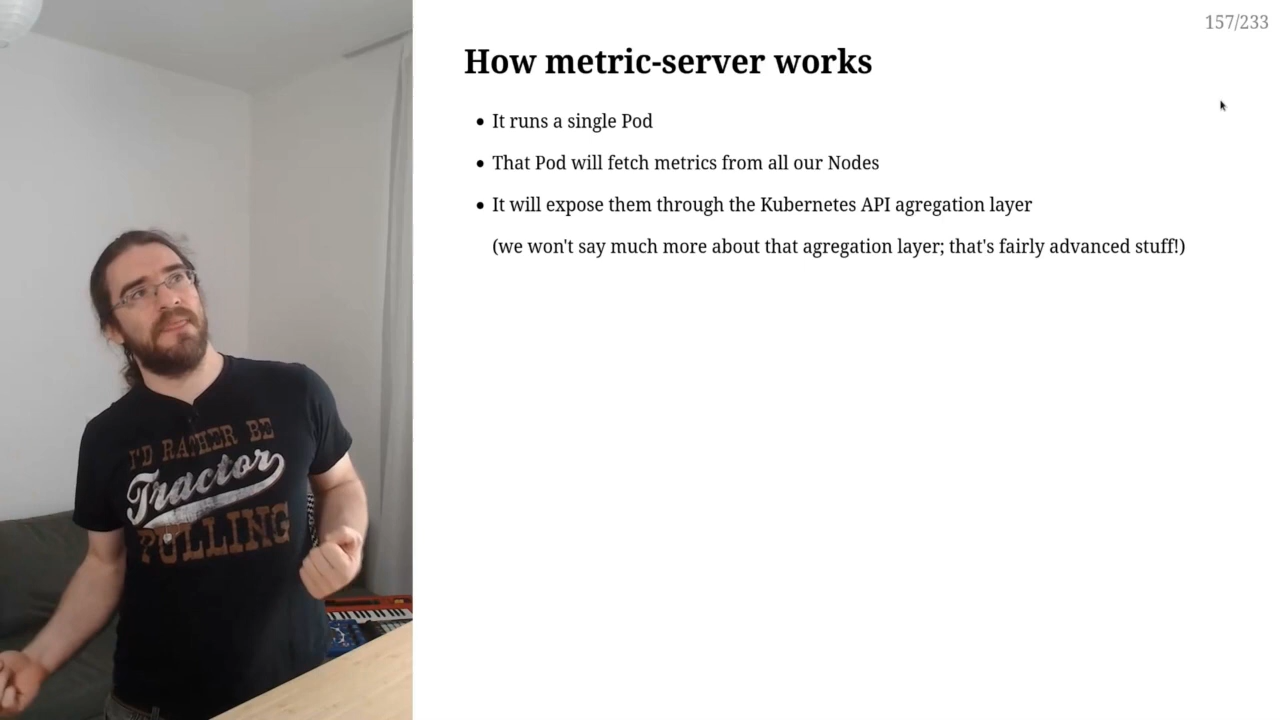 157/233
How metric-server works
It runs a single Pod
That Pod will fetch metrics from all our Nodes
It will expose them through the Kubernetes API agregation layer
(we won't say much more about that agregation layer; that's fairly advanced stuff!)
I'D RATHER BE
Tractor
PULLING